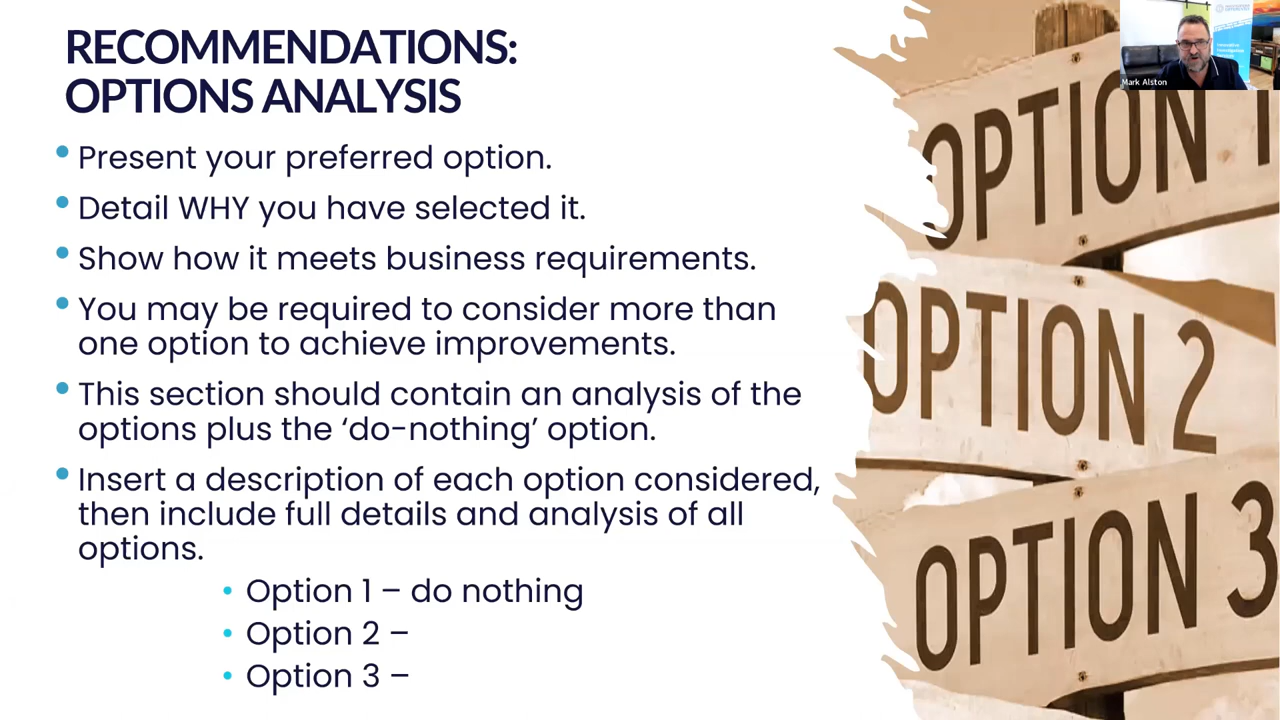 RECOMMENDATIONS:
OPTIONS ANALYSIS
• Present your preferred option.
• Detail WHY you have selected it.
• Show how it meets business requirements.
• You may be required to consider more than
one option to achieve improvements.
• This section should contain an analysis of the
options plus the ‘do-nothing’ option.
• Insert a description of each option considered,
then include full details and analysis of all
options.
• Option 1 – do nothing
• Option 2 –
• Option 3 –
OPTION 1
OPTION 2
OPTION 3
Mark Alston